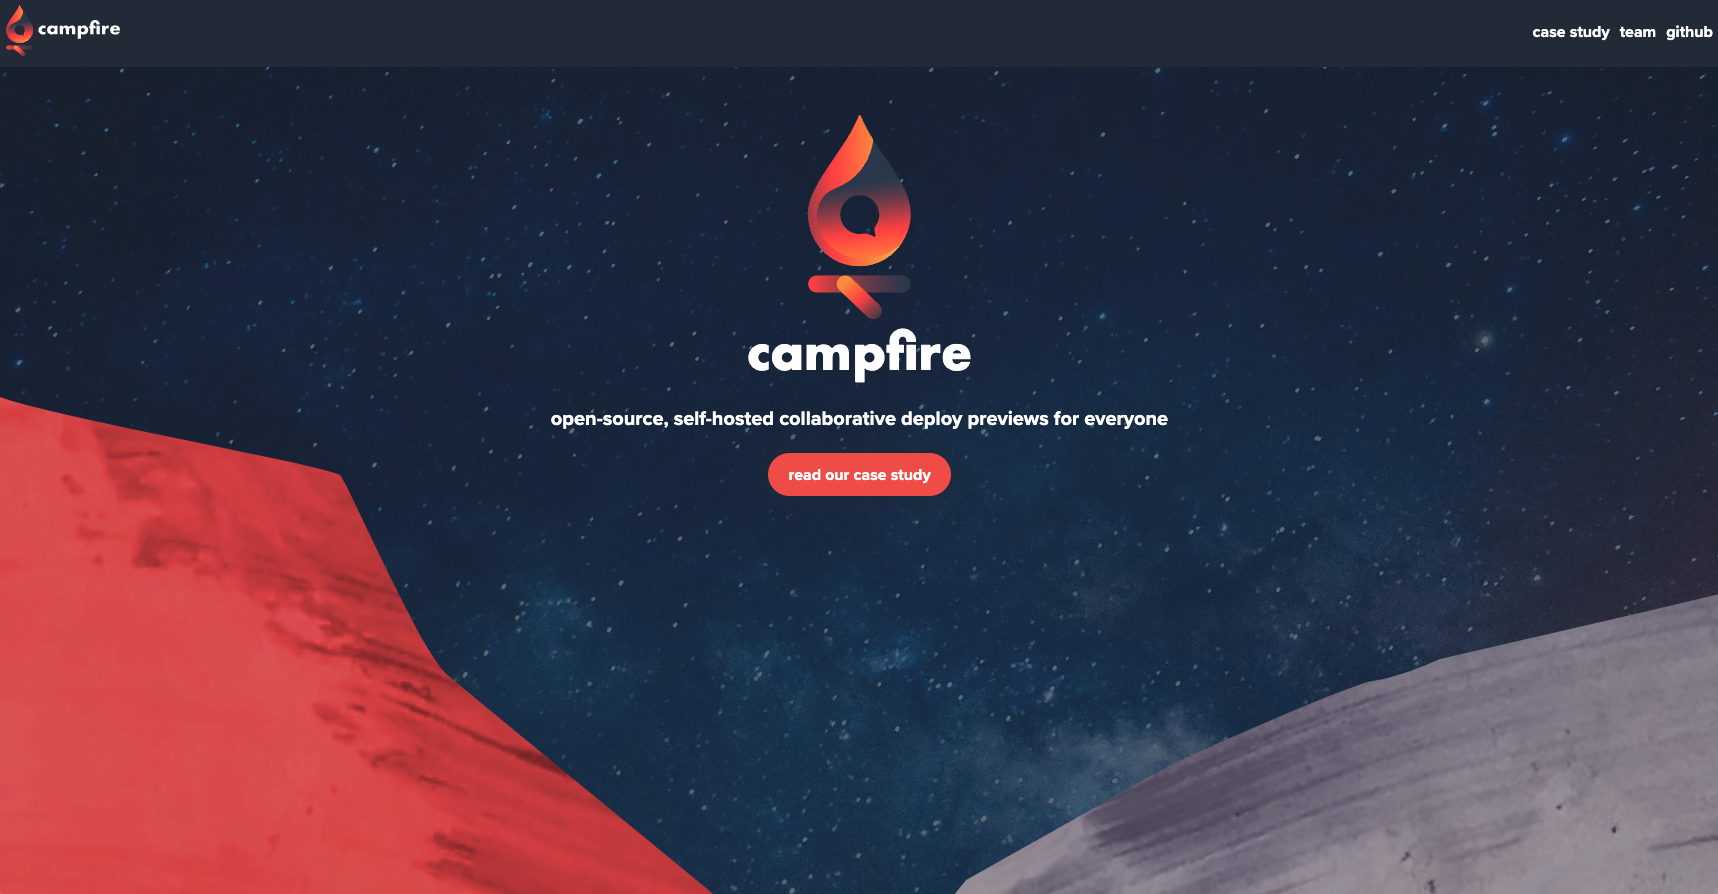 campfire
case study team github
campfire
open-source, self-hosted collaborative deploy previews for everyone
read our case study